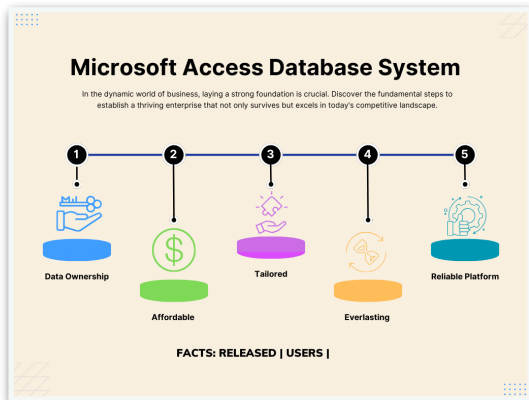 Microsoft Access Database System
In the dynamic world of business, laying a strong foundation is crucial. Discover the fundamental steps to
establish a thriving enterprise that not only survives but excels in today's competitive landscape.
1 2 3 4 5
Data Ownership
Affordable
Tailored
Everlasting
Reliable Platform
FACTS: RELEASED | USERS |